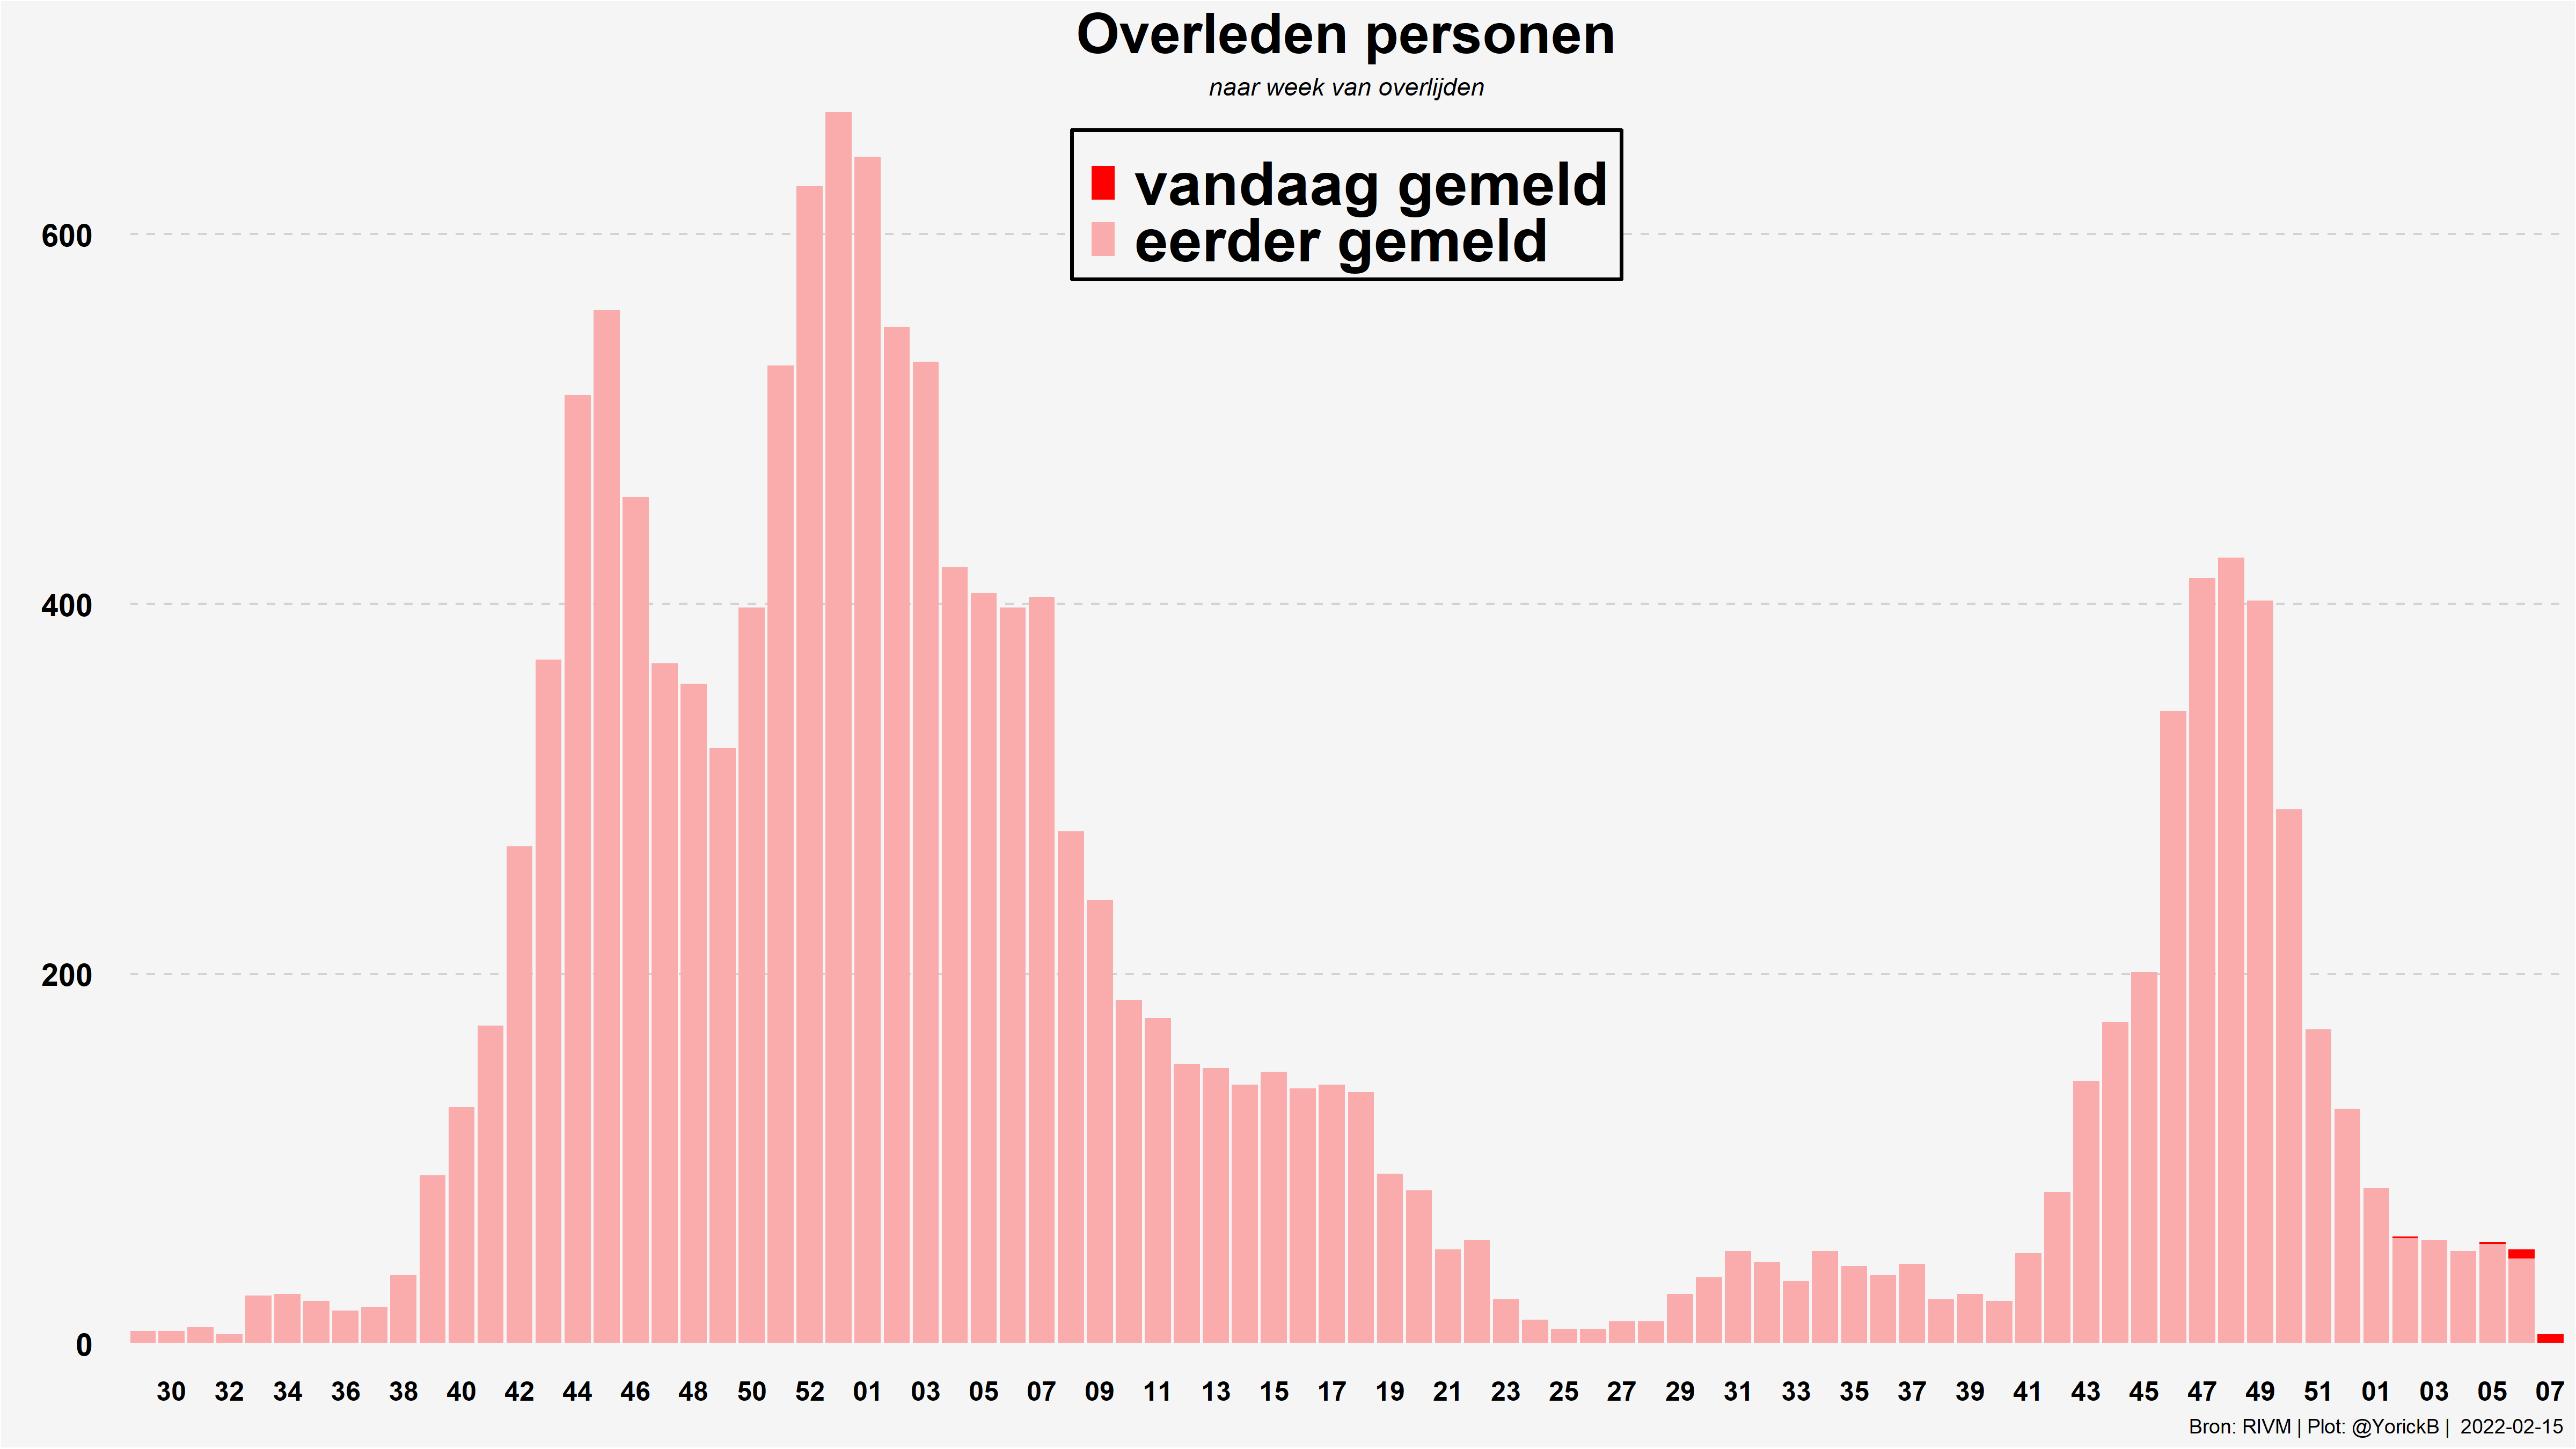 Overleden personen
naar week van overlijden
vandaag gemeld
eerder gemeld
600
400
200
0
30 32 34 36 38 40 42 44 46 48 50 52 01 03 05 07 09 11 13 15 17 19 21 23 25 27 29 31 33 35 37 39 41 43 45 47 49 51 01 03 05 07
Bron: RIVM | Plot: @YorickB | 2022-02-15